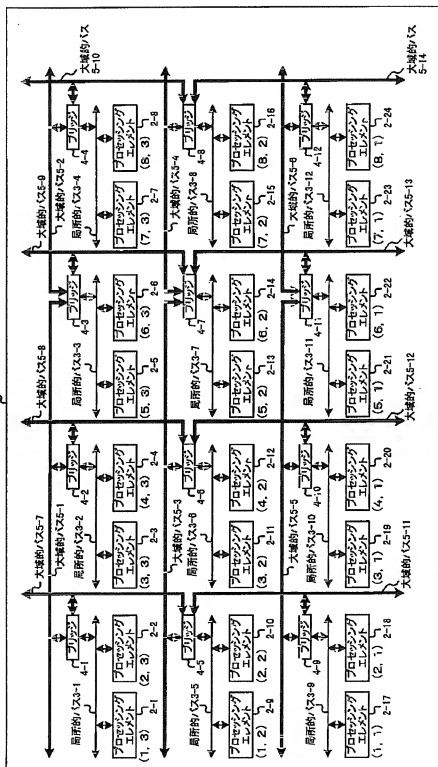 大域的バス5-7
大域的バス5-8
大域的バス5-9
大域的バス
5-10
大域的バス5-1
大域的バス5-2
局所的バス3-1
ブリッジ
4-1
局所的バス3-2
ブリッジ
4-2
局所的バス3-3
ブリッジ
4-3
局所的バス3-4
ブリッジ
4-4
プロセッシング
エレメント
(1, 3)
2-1
プロセッシング
エレメント
(2, 3)
2-2
プロセッシング
エレメント
(3, 3)
2-3
プロセッシング
エレメント
(4, 3)
2-4
プロセッシング
エレメント
(5, 3)
2-5
プロセッシング
エレメント
(6, 3)
2-6
プロセッシング
エレメント
(7, 3)
2-7
プロセッシング
エレメント
(8, 3)
2-8
大域的バス5-3
大域的バス5-4
局所的バス3-5
ブリッジ
4-5
局所的バス3-6
ブリッジ
4-6
局所的バス3-7
ブリッジ
4-7
局所的バス3-8
ブリッジ
4-8
プロセッシング
エレメント
(1, 2)
2-9
プロセッシング
エレメント
(2, 2)
2-10
プロセッシング
エレメント
(3, 2)
2-11
プロセッシング
エレメント
(4, 2)
2-12
プロセッシング
エレメント
(5, 2)
2-13
プロセッシング
エレメント
(6, 2)
2-14
プロセッシング
エレメント
(7, 2)
2-15
プロセッシング
エレメント
(8, 2)
2-16
大域的バス5-5
大域的バス5-6
局所的バス3-9
ブリッジ
4-9
局所的バス3-10
ブリッジ
4-10
局所的バス3-11
ブリッジ
4-11
局所的バス3-12
ブリッジ
4-12
プロセッシング
エレメント
(1, 1)
2-17
プロセッシング
エレメント
(2, 1)
2-18
プロセッシング
エレメント
(3, 1)
2-19
プロセッシング
エレメント
(4, 1)
2-20
プロセッシング
エレメント
(5, 1)
2-21
プロセッシング
エレメント
(6, 1)
2-22
プロセッシング
エレメント
(7, 1)
2-23
プロセッシング
エレメント
(8, 1)
2-24
大域的バス5-11
大域的バス5-12
大域的バス5-13
大域的バス
5-14